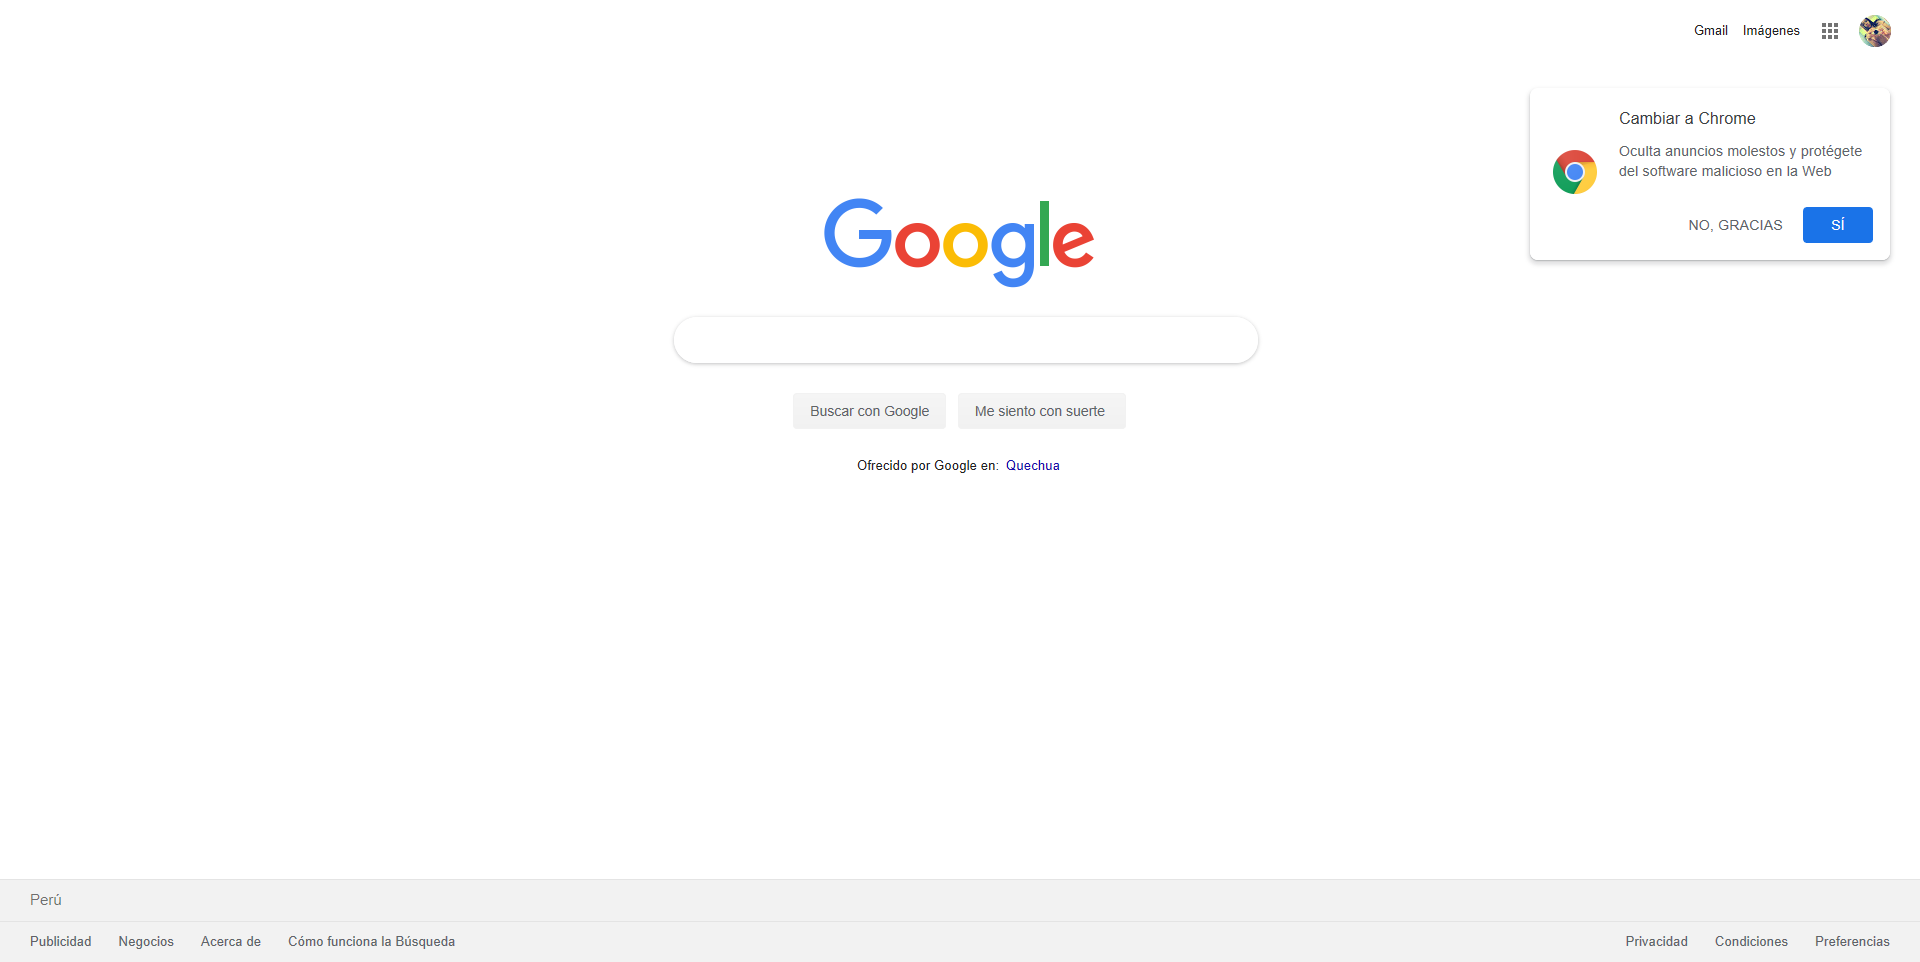 Gmail Imágenes
Cambiar a Chrome
Oculta anuncios molestos y protégete
del software malicioso en la Web
NO, GRACIAS SÍ
Google
Buscar con Google Me siento con suerte
Ofrecido por Google en: Quechua
Perú
Publicidad Negocios Acerca de Cómo funciona la Búsqueda Privacidad Condiciones Preferencias